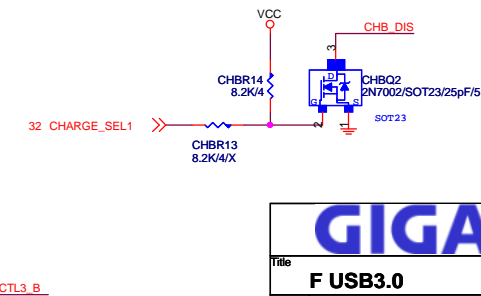 VCC
CHB_DIS
3
D
CHBR14
8.2K/4
CHBQ2
2N7002/SOT23/25pF/5
G
S
SOT23
2
1
32 CHARGE_SEL1
CHBR13
8.2K/4/X
GIGA
Title
F USB3.0
CTL3_B